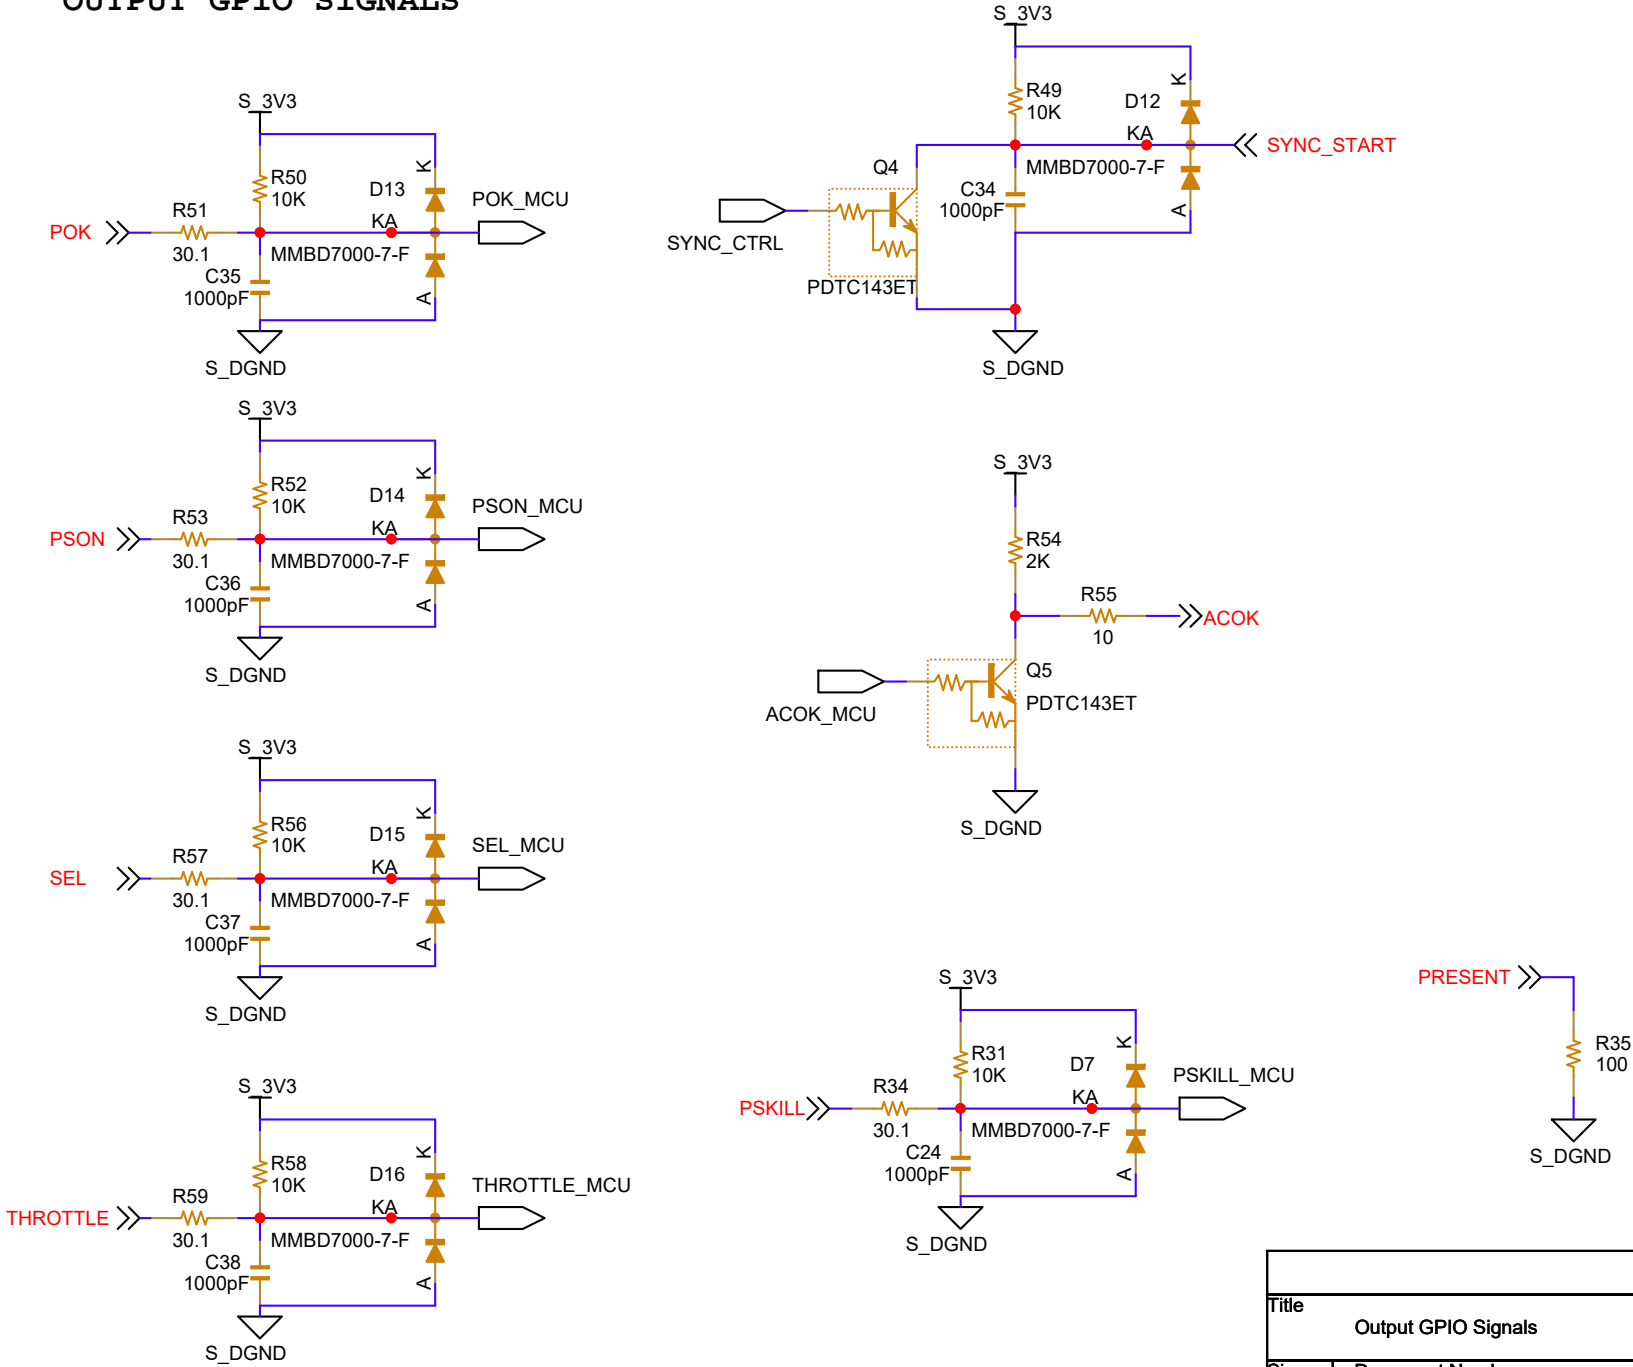 OUTPUT GPIO SIGNALS
S_3V3
R50
10K
D13
K
POK_MCU
R51
POK
KA
30.1
MMBD7000-7-F
C35
1000pF
A
S_DGND
S_3V3
R52
10K
D14
K
PSON_MCU
R53
PSON
KA
30.1
MMBD7000-7-F
C36
1000pF
A
S_DGND
S_3V3
R56
10K
D15
K
SEL_MCU
R57
SEL
KA
30.1
MMBD7000-7-F
C37
1000pF
A
S_DGND
S_3V3
R58
10K
D16
K
THROTTLE_MCU
R59
THROTTLE
KA
30.1
MMBD7000-7-F
C38
1000pF
A
S_DGND
S_3V3
R49
10K
D12
K
KA
SYNC_START
Q4
MMBD7000-7-F
C34
1000pF
A
SYNC_CTRL
PDTC143ET
S_DGND
S_3V3
R54
2K
R55
10
ACOK
Q5
PDTC143ET
ACOK_MCU
S_DGND
S_3V3
R31
10K
D7
K
PSKILL_MCU
R34
PSKILL
KA
30.1
MMBD7000-7-F
C24
1000pF
A
S_DGND
PRESENT
R35
100
S_DGND
Title
Output GPIO Signals